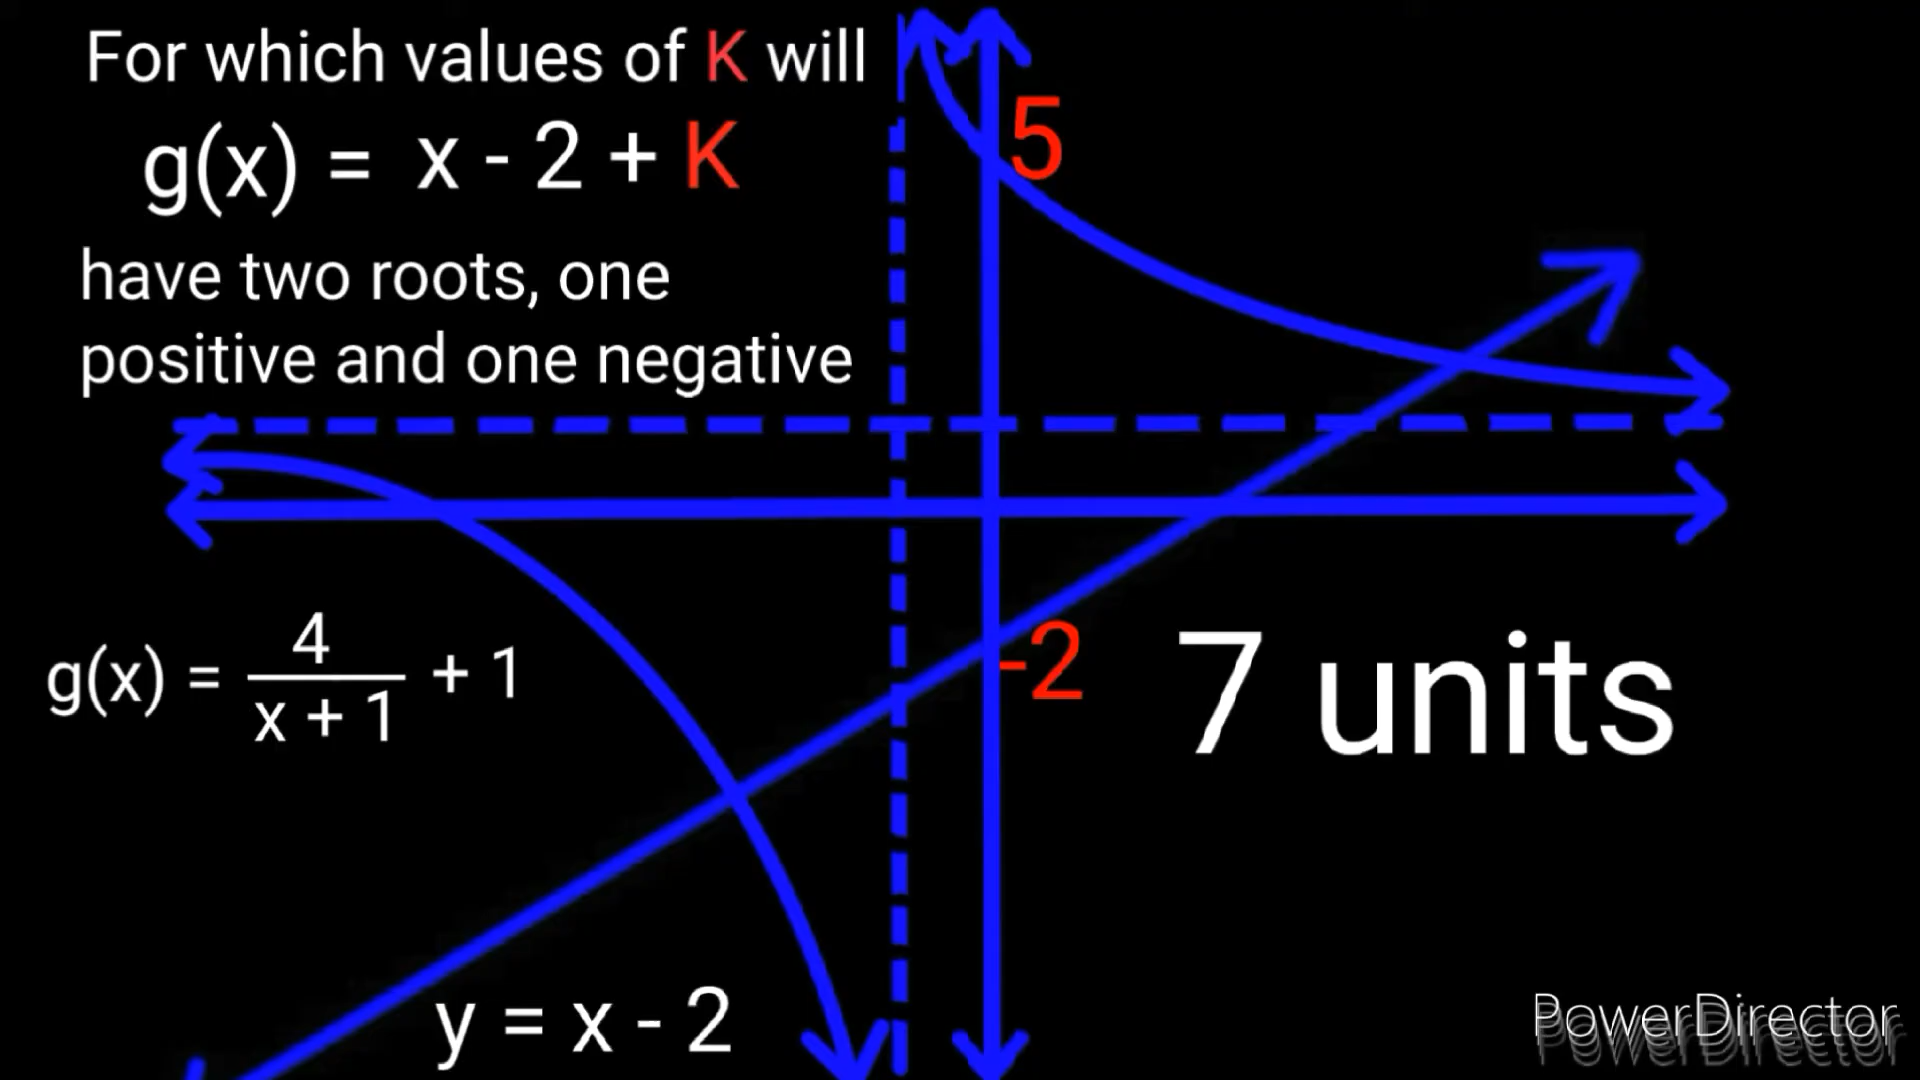 For which values of K will
g(x) = x - 2 + K
have two roots, one
positive and one negative
5
-2
7 units
g(x) = 4 / x + 1 + 1
y = x - 2
PowerDirector